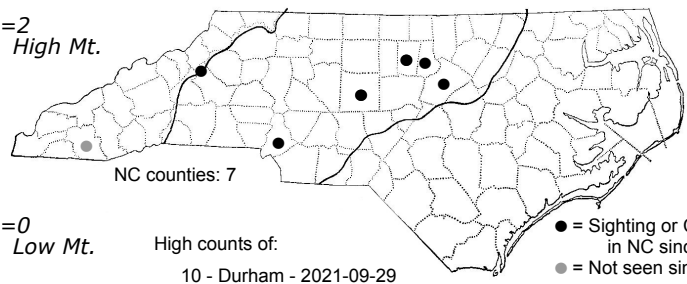 =2
High Mt.
NC counties: 7
=0
Low Mt.
High counts of:
10 - Durham - 2021-09-29
● = Sighting or
in NC sinc
● = Not seen sin